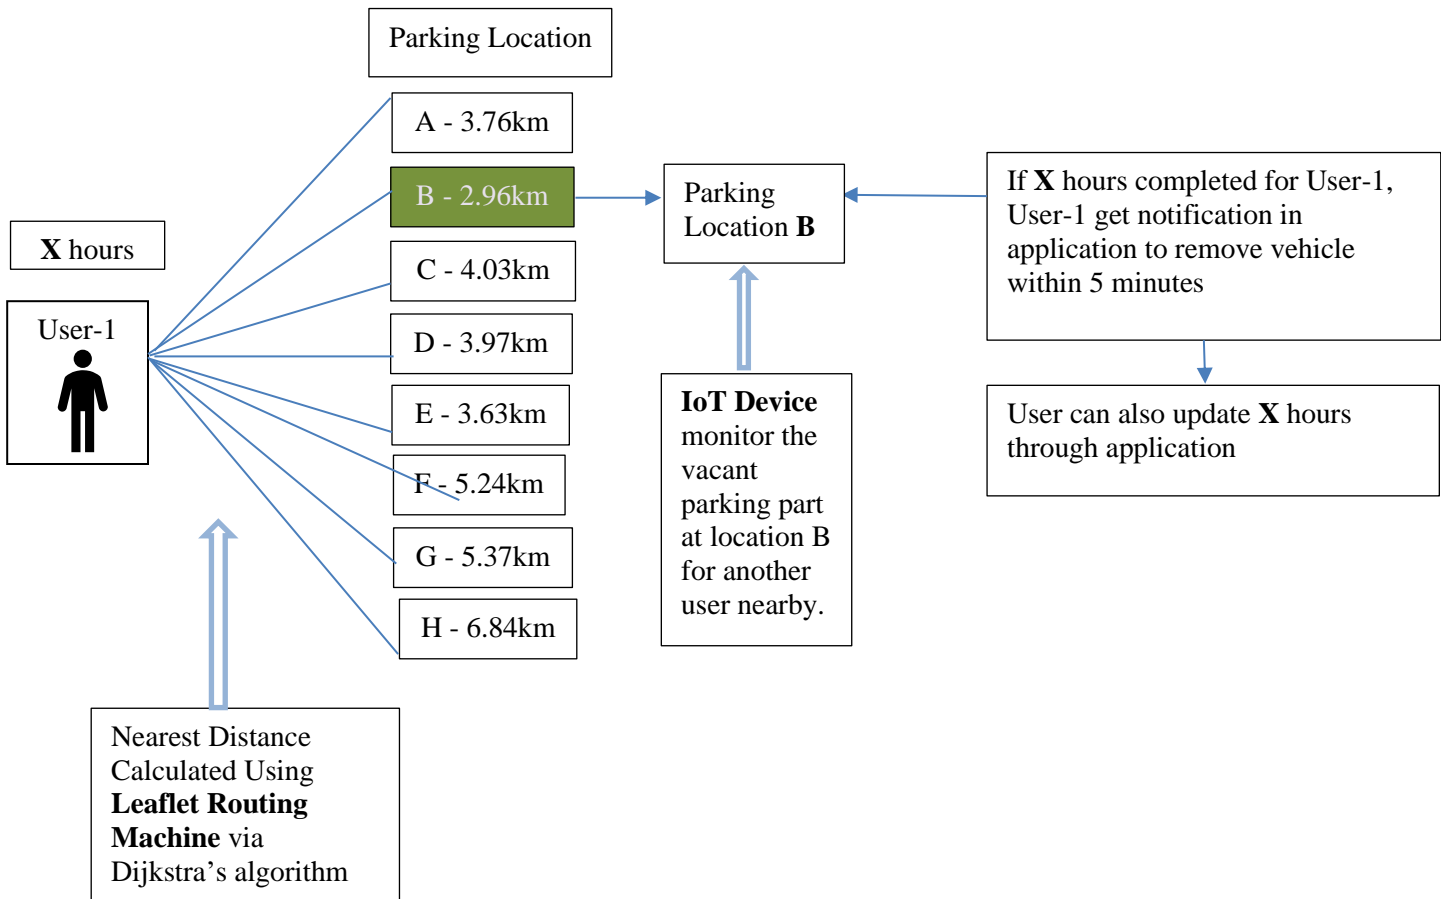 Parking Location
A - 3.76km
B - 2.96km
C - 4.03km
D - 3.97km
E - 3.63km
F - 5.24km
G - 5.37km
H - 6.84km
X hours
User-1
Nearest Distance
Calculated Using
Leaflet Routing
Machine via
Dijkstra’s algorithm
Parking
Location B
IoT Device
monitor the
vacant
parking part
at location B
for another
user nearby.
If X hours completed for User-1,
User-1 get notification in
application to remove vehicle
within 5 minutes
User can also update X hours
through application